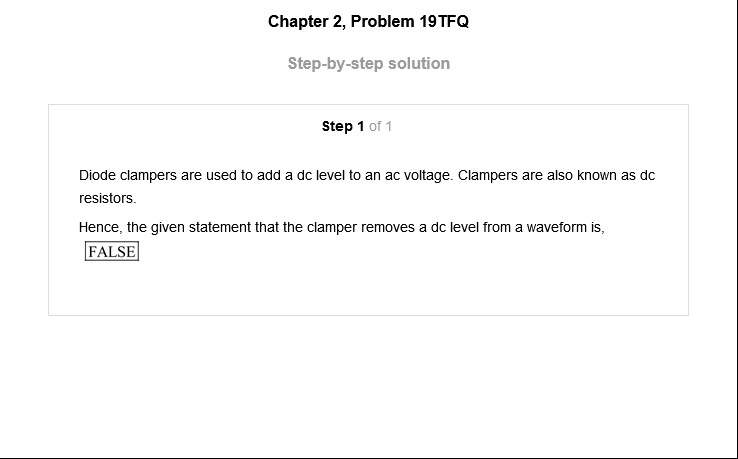 Chapter 2, Problem 19TFQ
Step-by-step solution
Step 1 of 1
Diode clampers are used to add a dc level to an ac voltage. Clampers are also known as dc
resistors.
Hence, the given statement that the clamper removes a dc level from a waveform is,
FALSE